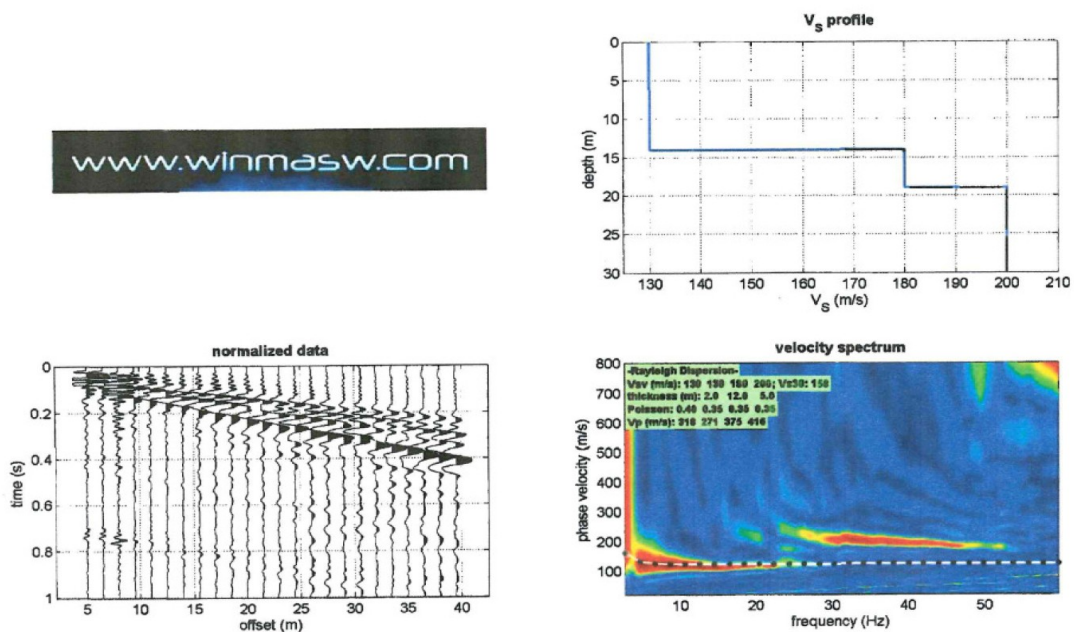 www.winmasw.com
V_S profile
0
5
10
15
20
25
30
depth (m)
130 140 150 160 170 180 190 200 210
V_S (m/s)
normalized data
0
0.2
0.4
0.6
0.8
1
time (s)
5 10 15 20 25 30 35 40
offset (m)
velocity spectrum
-Rayleigh Dispersion-
Vsv (m/s): 130 130 180 200; Vs30: 158
thickness (m): 2.0 12.0 5.0
Poisson: 0.40 0.35 0.35 0.35
Vp (m/s): 318 271 375 416
800
700
600
500
400
300
200
100
phase velocity (m/s)
10 20 30 40 50
frequency (Hz)